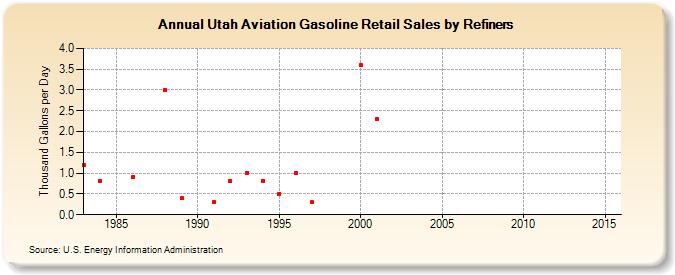 Annual Utah Aviation Gasoline Retail Sales by Refiners
Thousand Gallons per Day
4.0
3.5
3.0
2.5
2.0
1.5
1.0
0.5
0.0
1985 1990 1995 2000 2005 2010 2015
Source: U.S. Energy Information Administration